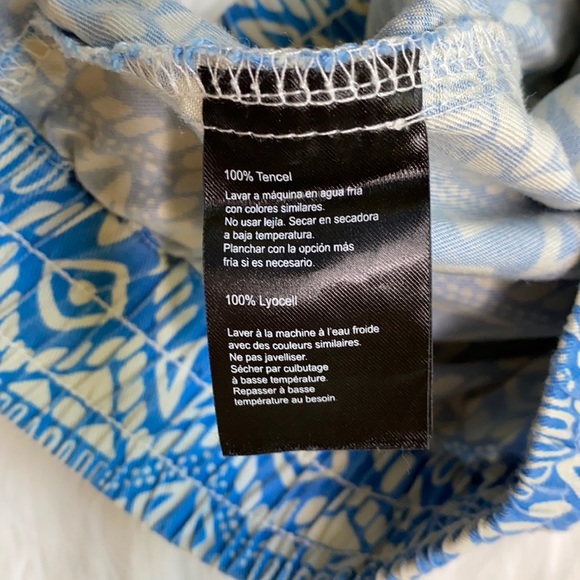 100% Tencel
Lavar a máquina en agua fría
con colores similares.
No usar lejía. Secar en secadora
a baja temperatura.
Planchar con la opción más
fría si es necesario.
100% Lyocell
Laver à la machine à l'eau froide
avec des couleurs similaires.
Ne pas javelliser.
Sécher par culbutage
à basse température.
Repasser à basse
température au besoin.